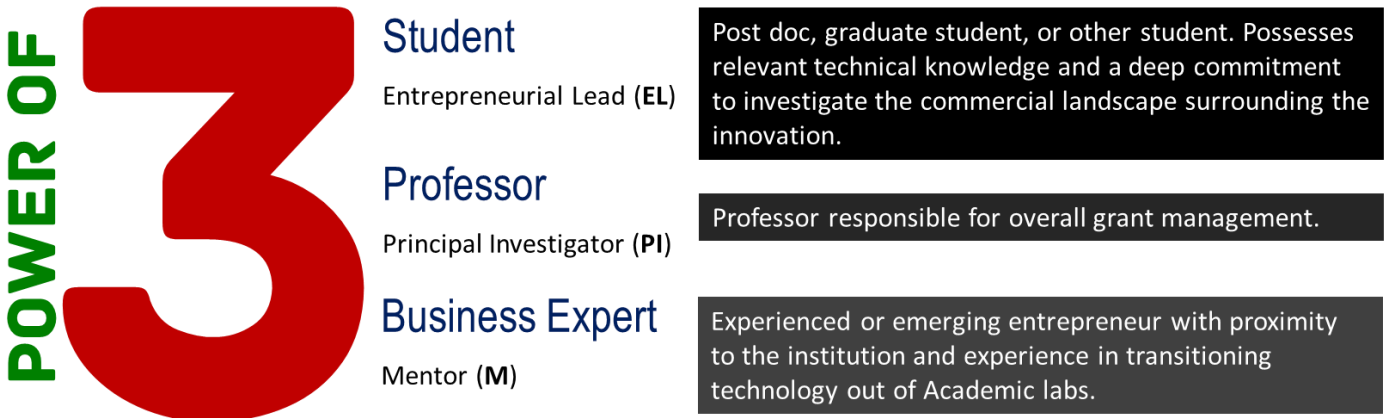 POWER OF
3
Student
Entrepreneurial Lead (EL)
Post doc, graduate student, or other student. Possesses
relevant technical knowledge and a deep commitment
to investigate the commercial landscape surrounding the
innovation.
Professor
Principal Investigator (PI)
Professor responsible for overall grant management.
Business Expert
Mentor (M)
Experienced or emerging entrepreneur with proximity
to the institution and experience in transitioning
technology out of Academic labs.